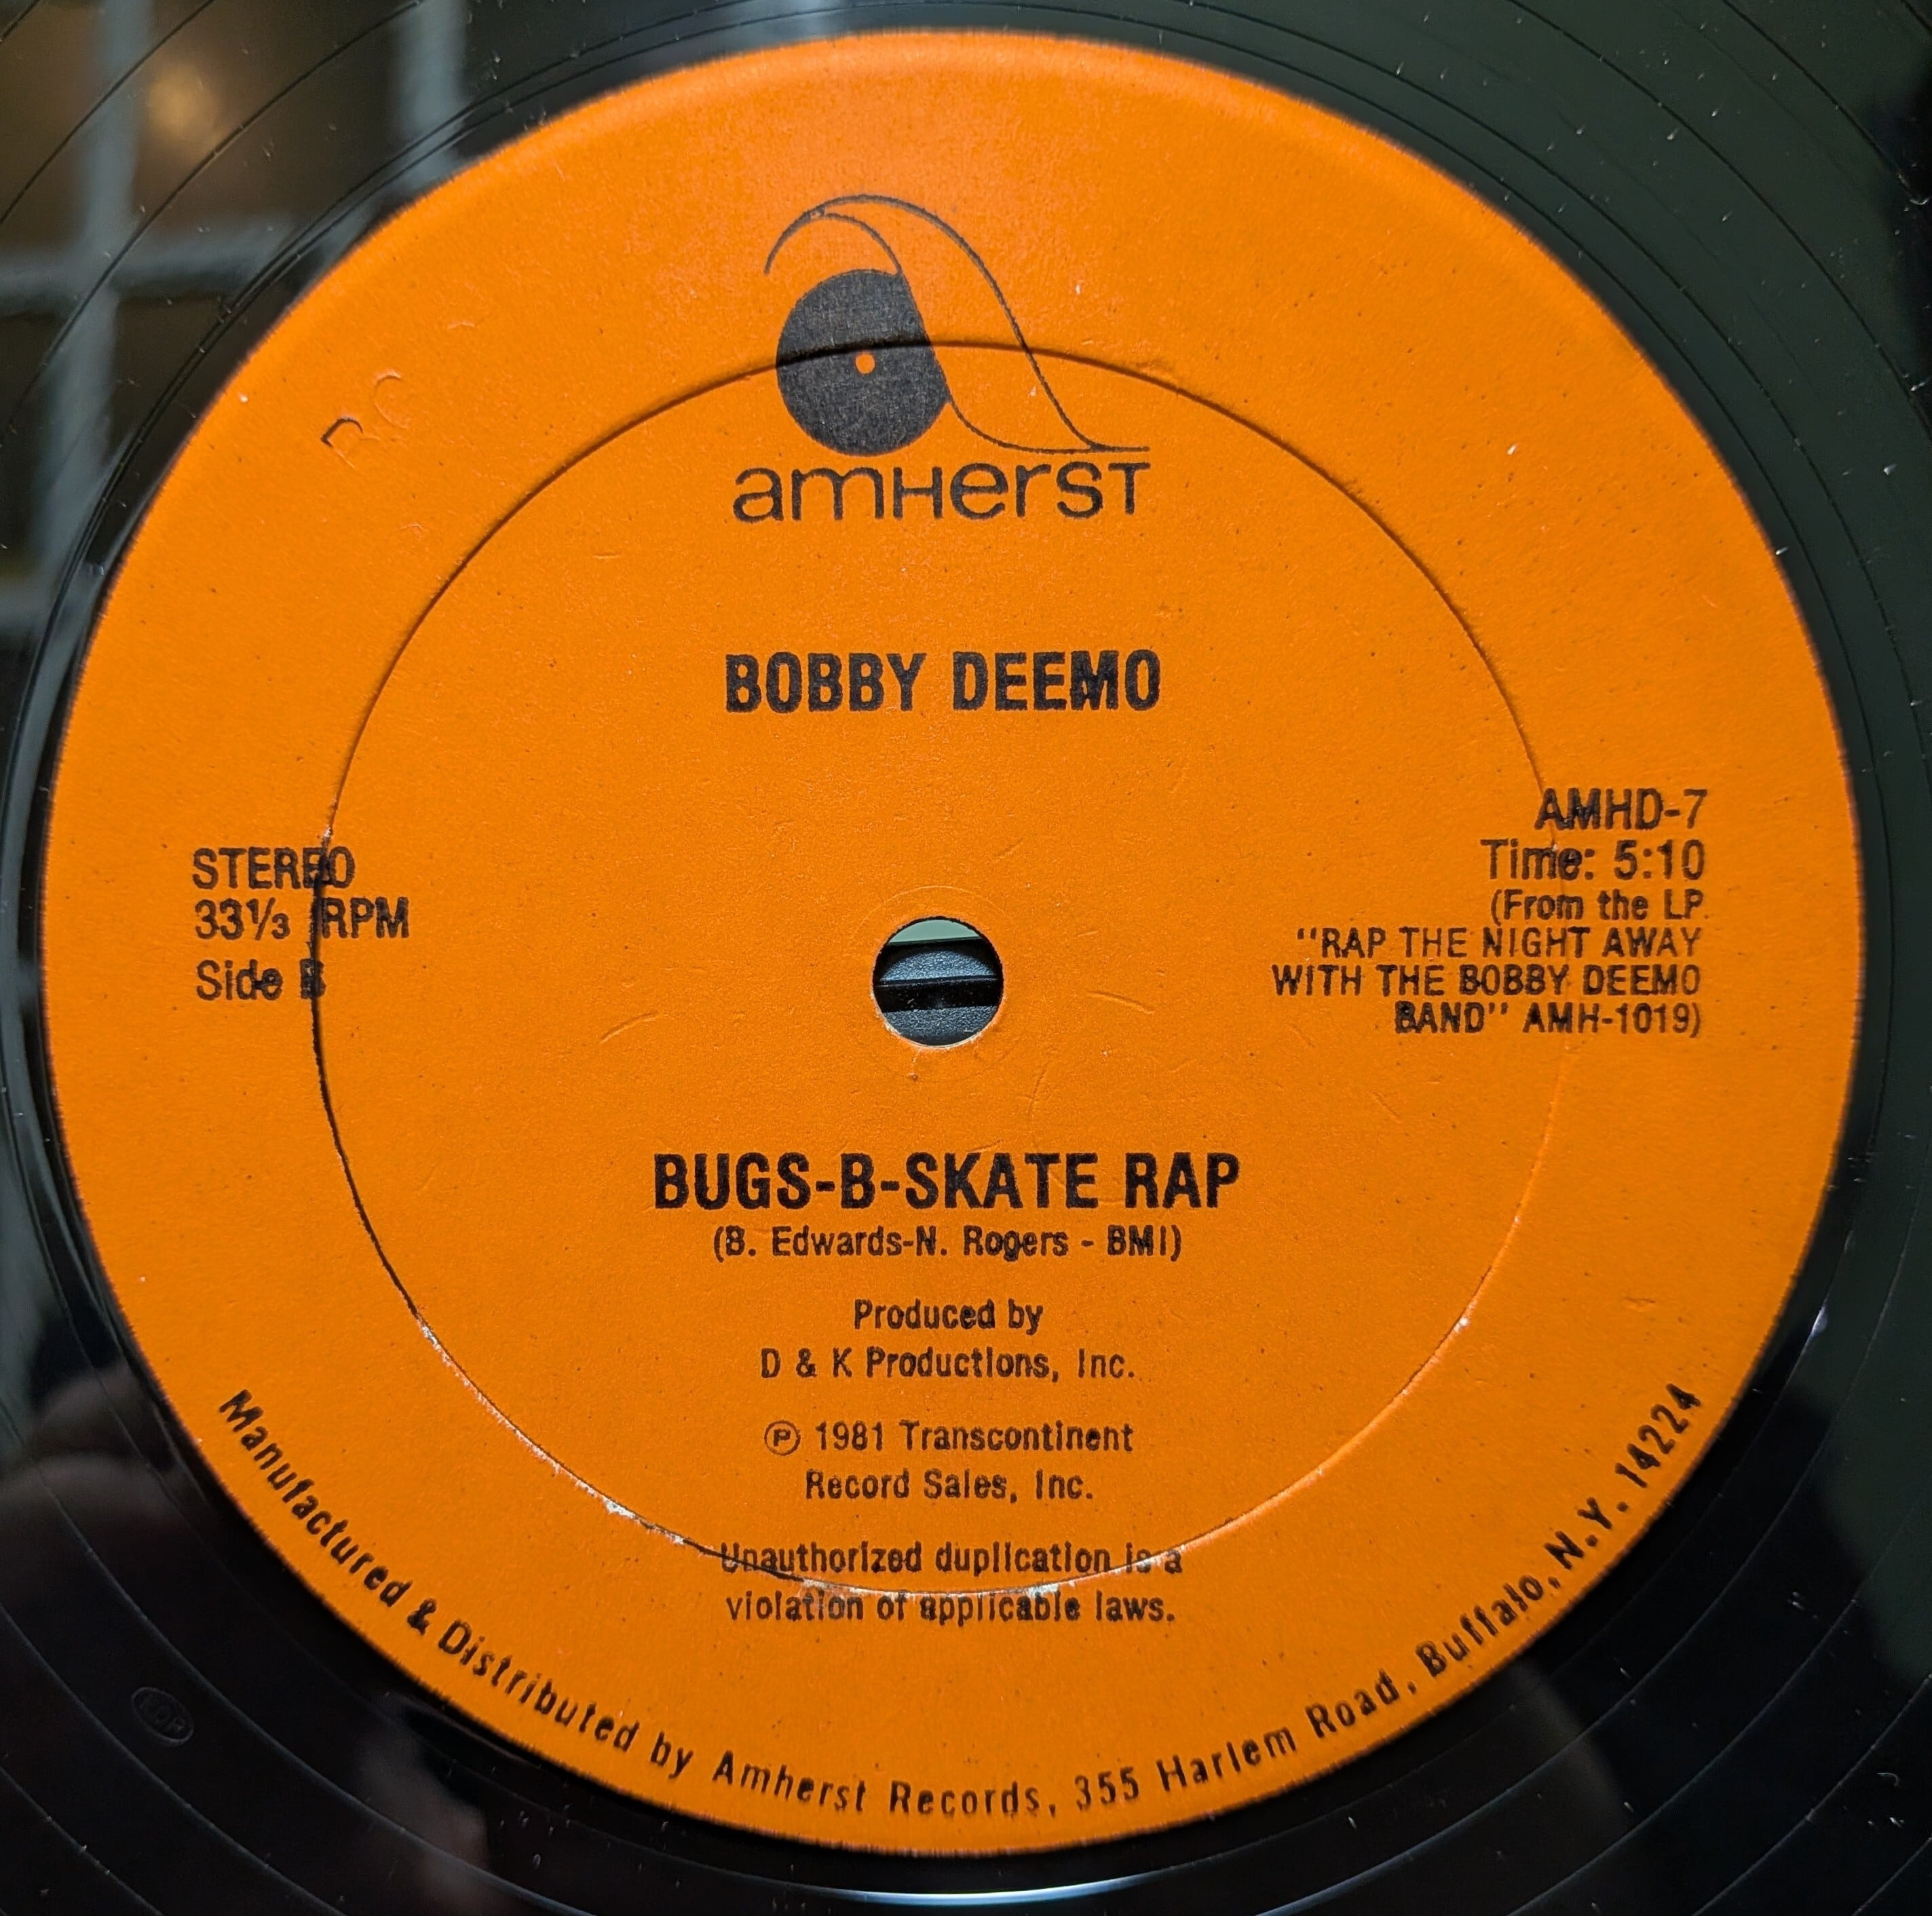 amherst
BOBBY DEEMO
STEREO
33⅓ RPM
Side B
AMHD-7
Time: 5:10
(From the LP
"RAP THE NIGHT AWAY
WITH THE BOBBY DEEMO
BAND" AMH-1019)
BUGS-B-SKATE RAP
(B. Edwards-N. Rogers - BMI)
Produced by
D & K Productions, Inc.
Ⓟ 1981 Transcontinent
Record Sales, Inc.
Unauthorized duplication is a
violation of applicable laws.
Manufactured & Distributed by Amherst Records, 355 Harlem Road, Buffalo, N.Y. 14224